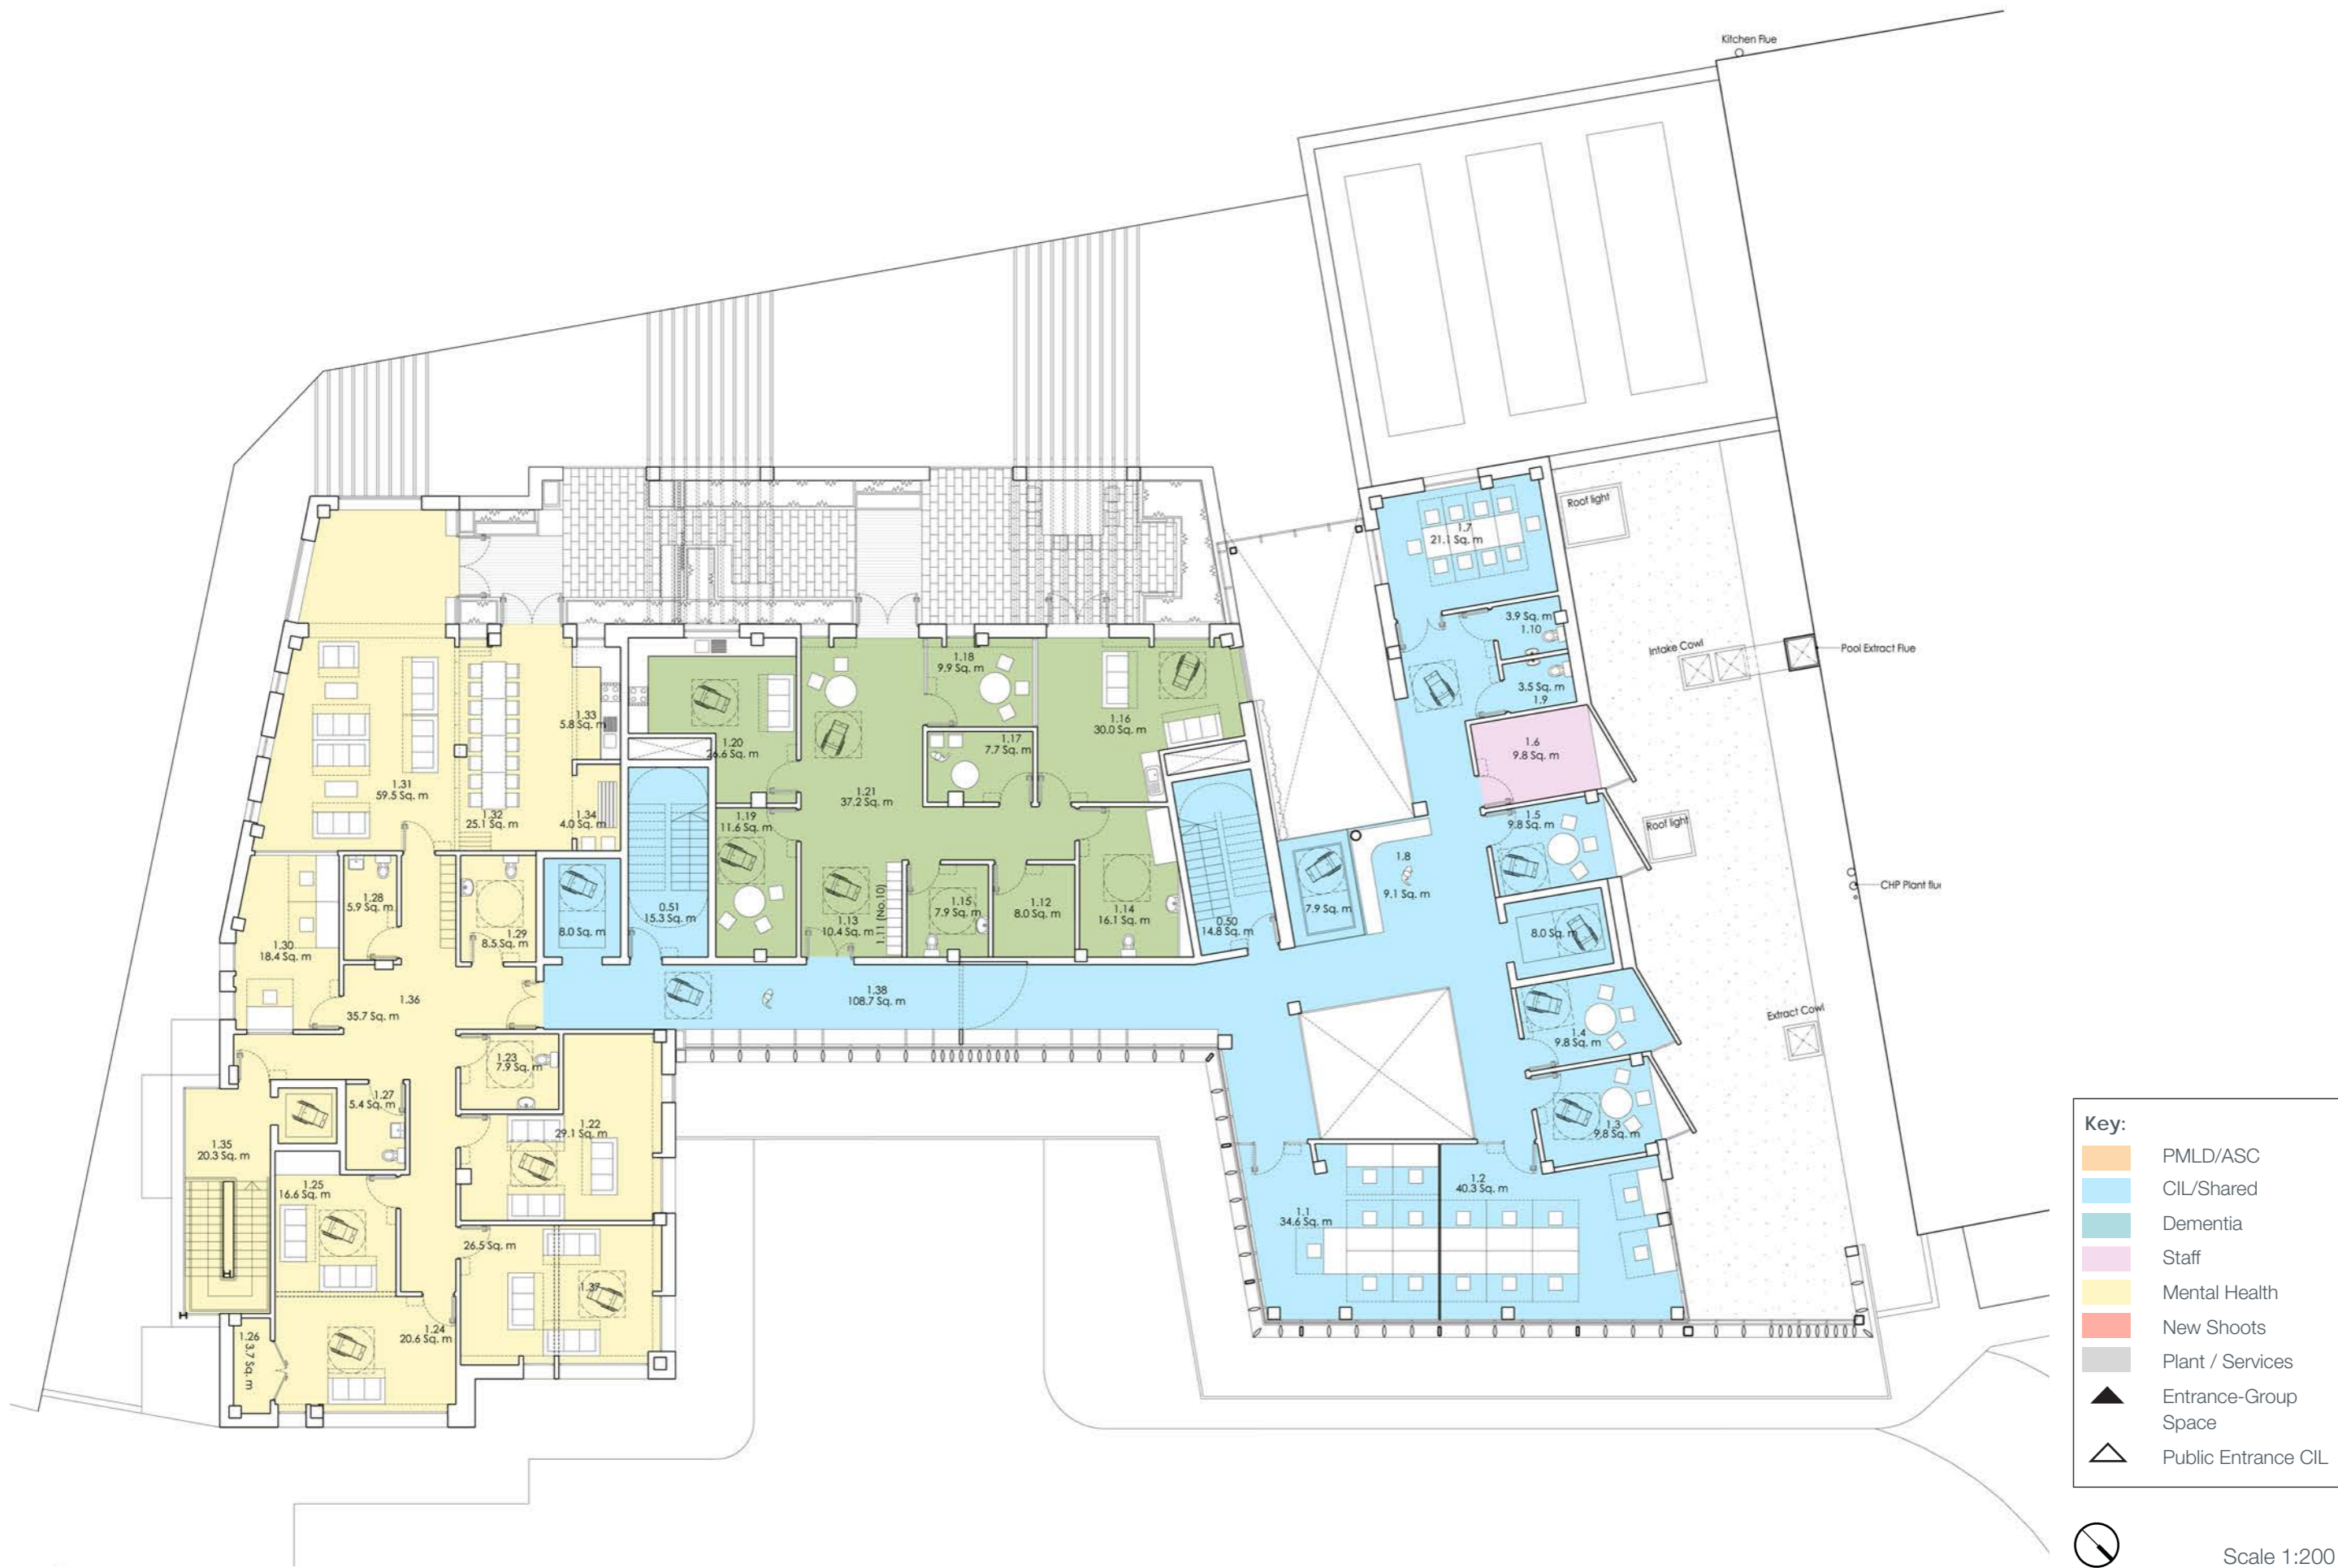 Kitchen Flue
Roof light
1.7
21.1 Sq. m
3.9 Sq. m
1.10
Intake Cowl
Pool Extract Flue
3.5 Sq. m
1.9
1.18
9.9 Sq. m
1.33
5.8 Sq. m
1.16
30.0 Sq. m
1.20
26.6 Sq. m
1.17
7.7 Sq. m
1.6
9.8 Sq. m
1.31
59.5 Sq. m
1.21
37.2 Sq. m
1.32
25.1 Sq. m
1.34
4.0 Sq. m
1.19
11.6 Sq. m
1.5
9.8 Sq. m
Roof light
1.8
9.1 Sq. m
CHP Plant flu
1.28
5.9 Sq. m
0.51
15.3 Sq. m
1.13
10.4 Sq. m
1.11 (No.10)
1.15
7.9 Sq. m
1.12
8.0 Sq. m
1.14
16.1 Sq. m
0.50
14.8 Sq. m
7.9 Sq. m
1.29
8.5 Sq. m
8.0 Sq. m
8.0 Sq. m
1.30
18.4 Sq. m
1.36
35.7 Sq. m
1.38
108.7 Sq. m
Extract Cowl
1.4
9.8 Sq. m
1.23
7.9 Sq. m
1.27
5.4 Sq. m
1.22
29.1 Sq. m
1.3
9.8 Sq. m
1.35
20.3 Sq. m
1.25
16.6 Sq. m
1.2
40.3 Sq. m
1.1
34.6 Sq. m
26.5 Sq. m
1.37
1.24
20.6 Sq. m
1.26
3.7 Sq. m
Key:
PMLD/ASC
CIL/Shared
Dementia
Staff
Mental Health
New Shoots
Plant / Services
Entrance-Group
Space
Public Entrance CIL
Scale 1:200